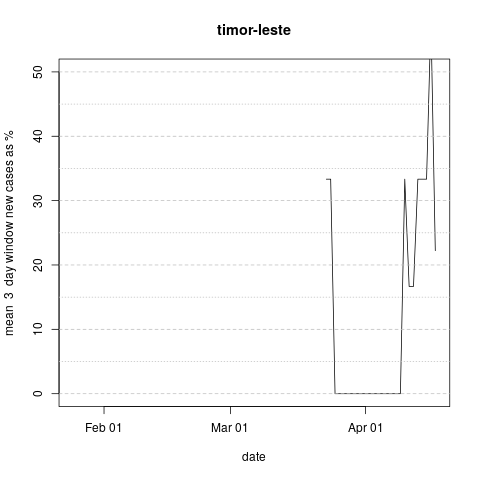 timor-leste
mean  3  day window new cases as %
50
40
30
20
10
0
Feb 01
Mar 01
Apr 01
date